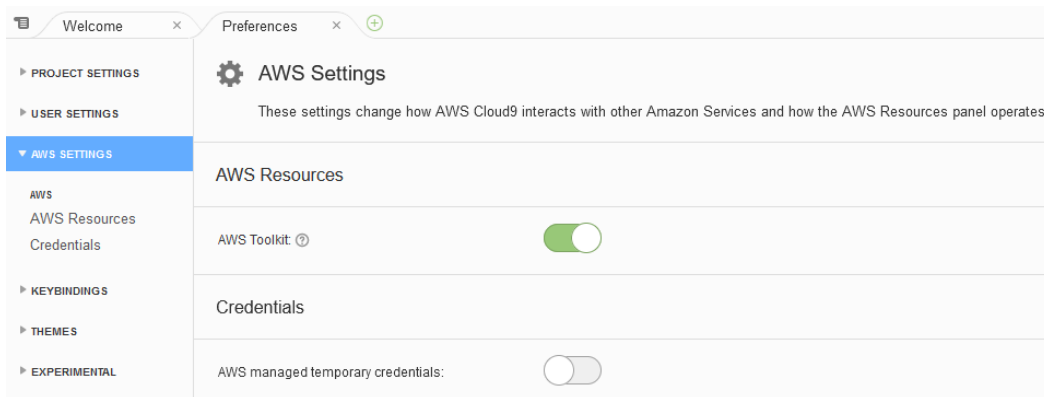 Welcome
Preferences
PROJECT SETTINGS
USER SETTINGS
AWS SETTINGS
AWS
AWS Resources
Credentials
KEYBINDINGS
THEMES
EXPERIMENTAL
AWS Settings
These settings change how AWS Cloud9 interacts with other Amazon Services and how the AWS Resources panel operates
AWS Resources
AWS Toolkit: ?
Credentials
AWS managed temporary credentials: